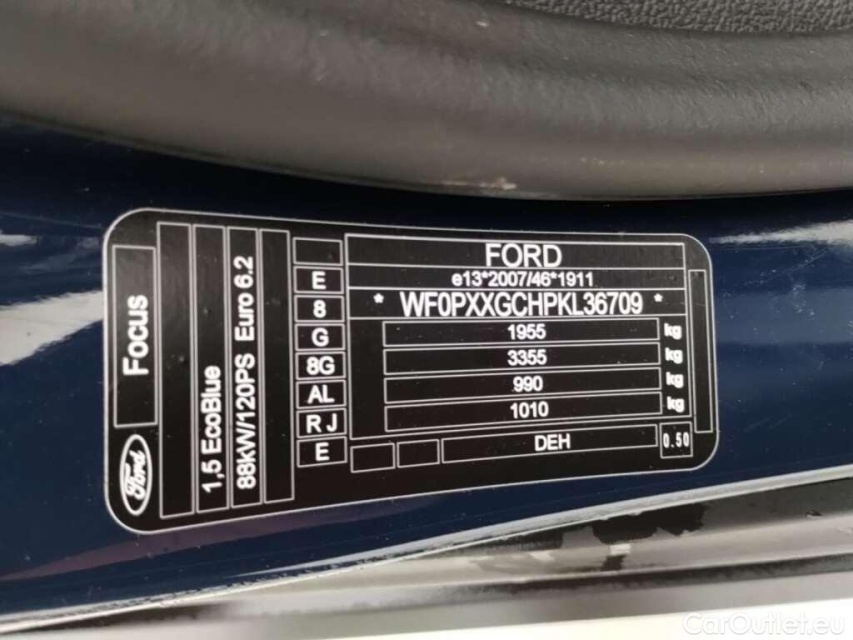 FORD
e13*2007/46*1911
* WF0PXXGCHPKL36709 *
1955 kg
3355 kg
990 kg
1010 kg
DEH
0.50
E
8
G
8G
AL
RJ
E
Focus
Ford
1,5 EcoBlue
88kW/120PS Euro 6.2
CarOutlet.eu